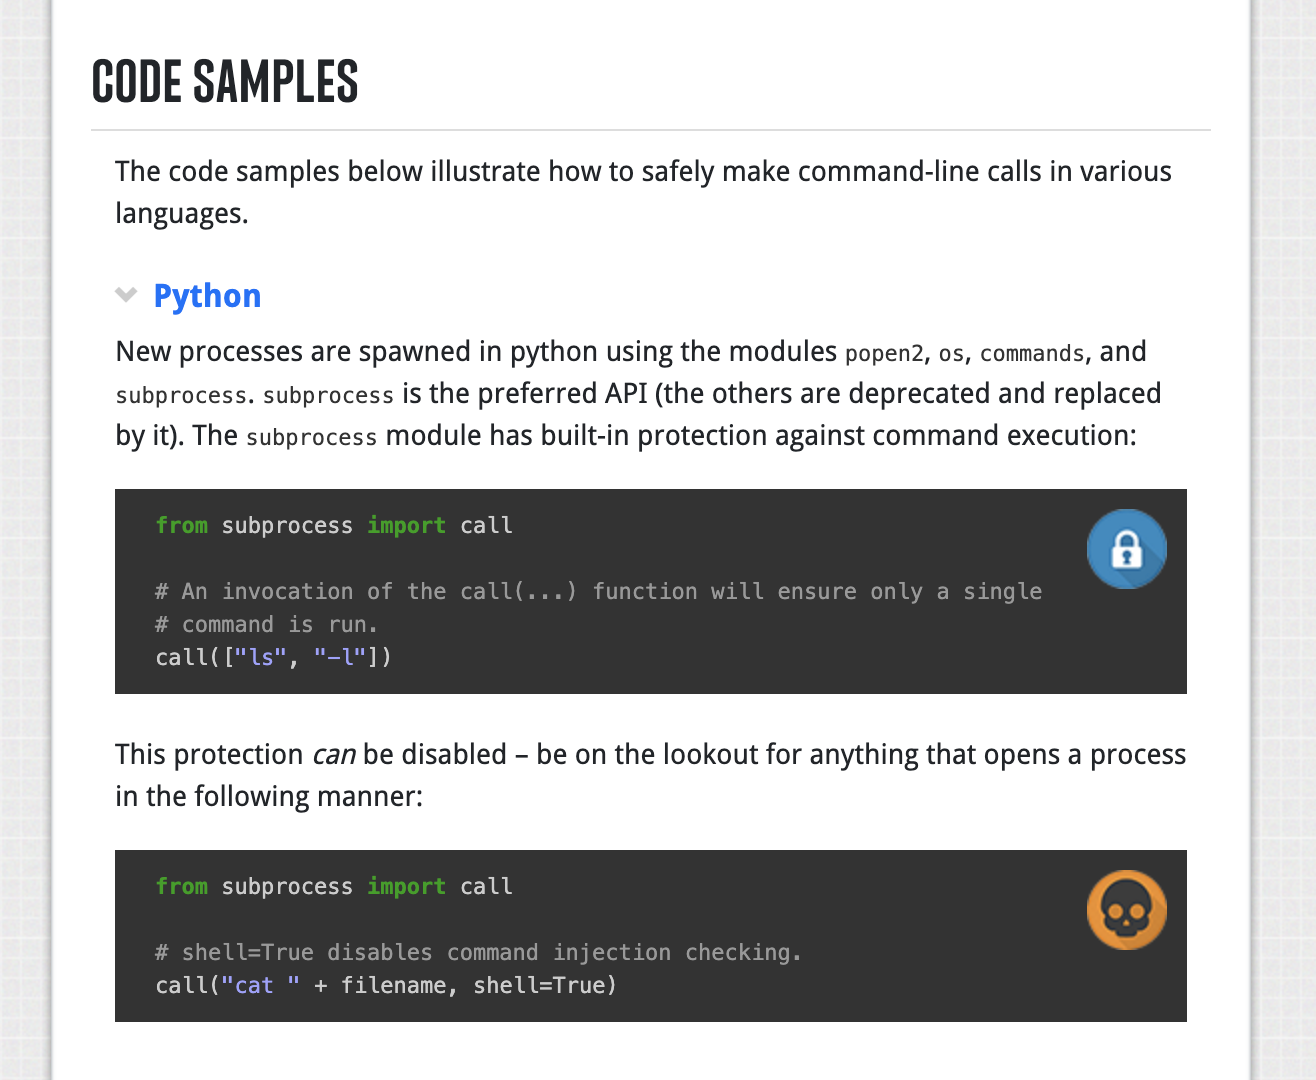 CODE SAMPLES
The code samples below illustrate how to safely make command-line calls in various
languages.
Python
New processes are spawned in python using the modules popen2, os, commands, and
subprocess. subprocess is the preferred API (the others are deprecated and replaced
by it). The subprocess module has built-in protection against command execution:
from subprocess import call
# An invocation of the call(...) function will ensure only a single
# command is run.
call(["ls", "-l"])
This protection can be disabled – be on the lookout for anything that opens a process
in the following manner:
from subprocess import call
# shell=True disables command injection checking.
call("cat " + filename, shell=True)